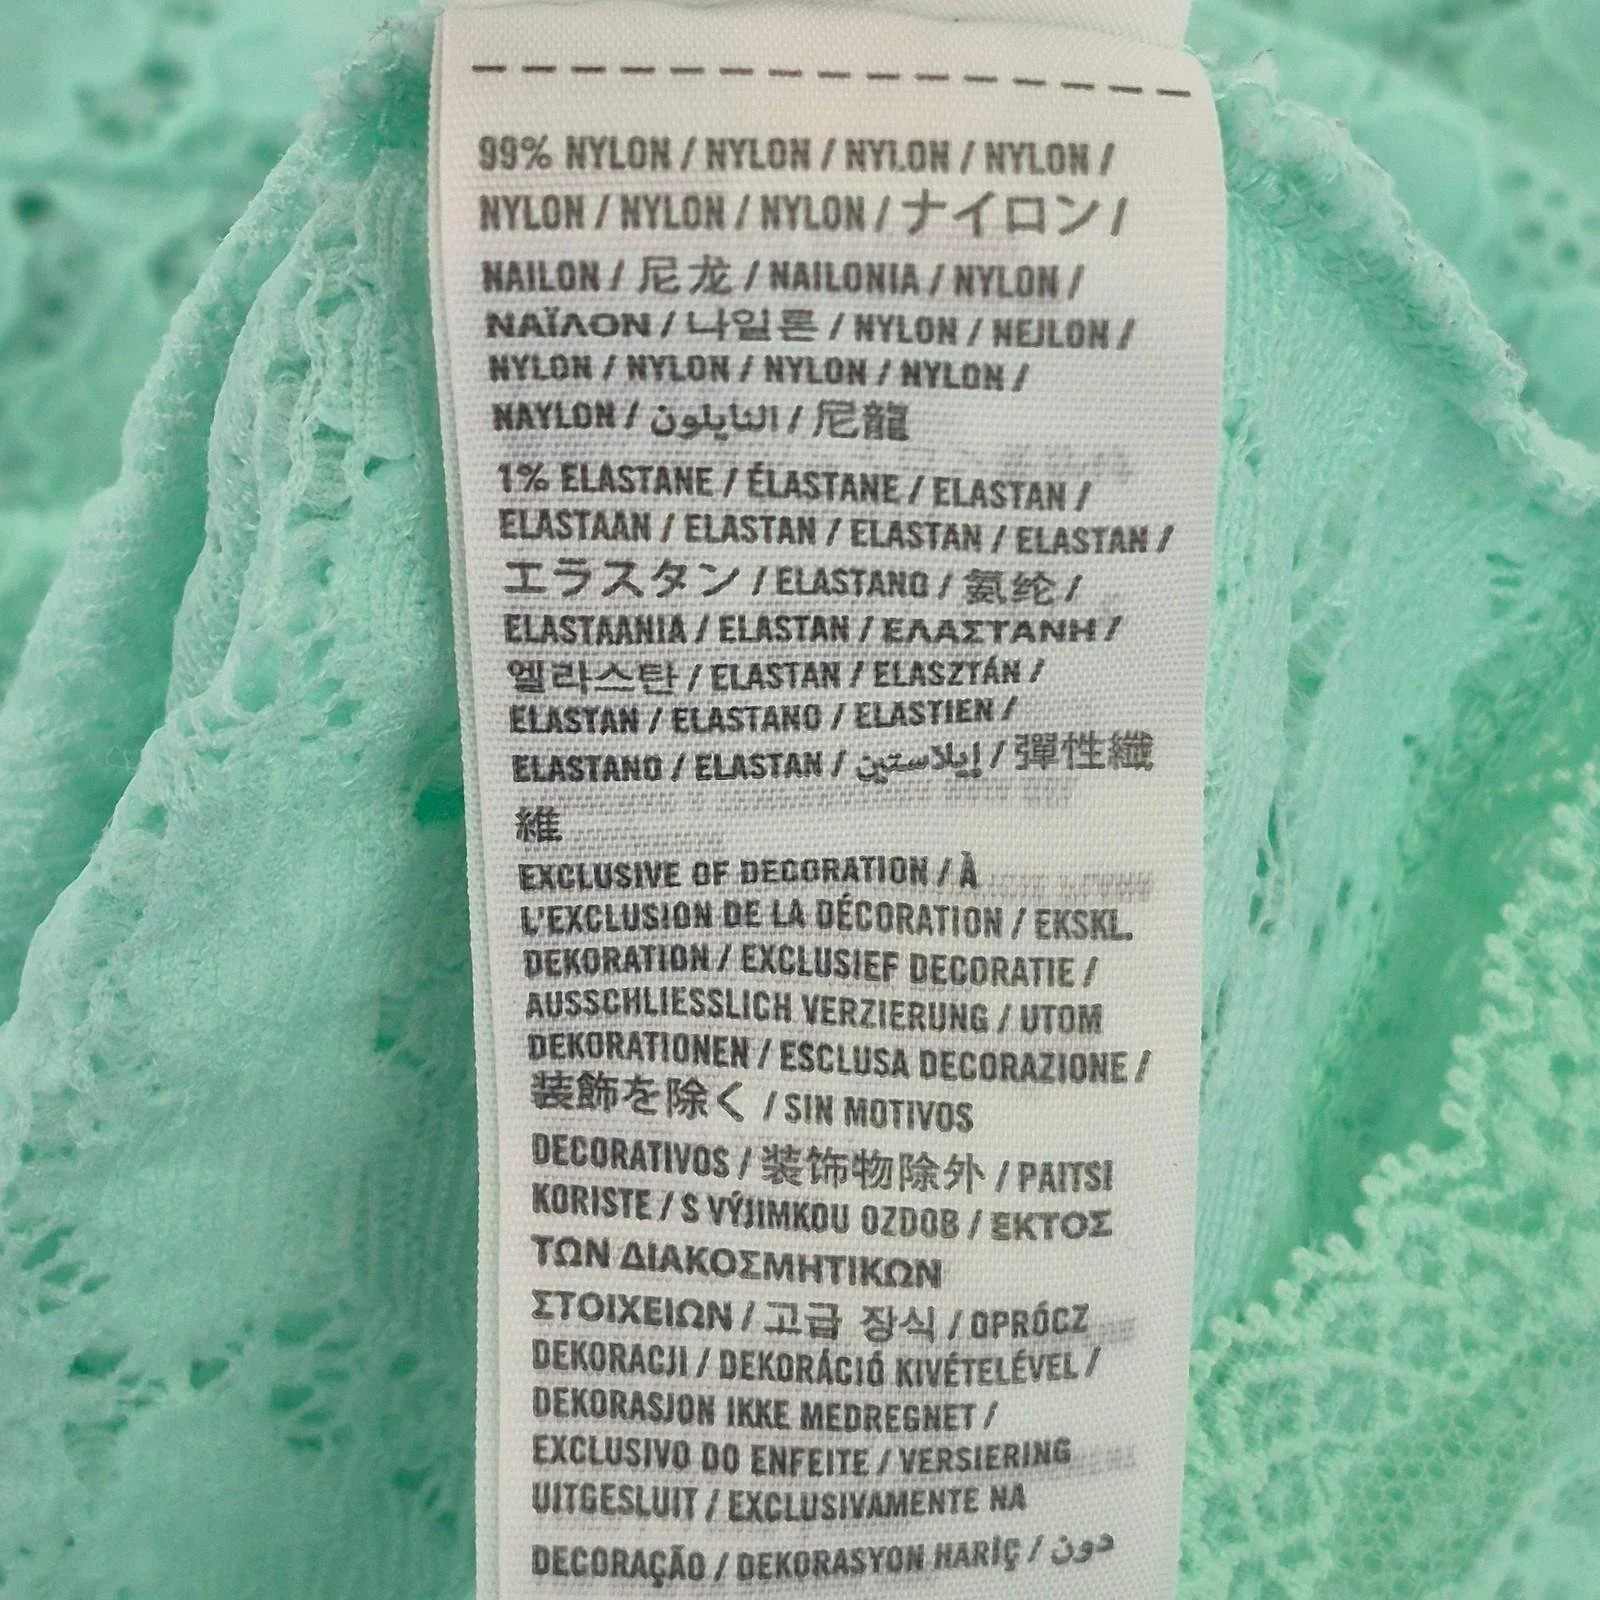 99% NYLON / NYLON / NYLON / NYLON /
NYLON / NYLON / NYLON / ナイロン /
NAILON / 尼龙 / NAILONIA / NYLON /
ΝΑΪΛΟΝ / 나일론 / NYLON / NEJLON /
NYLON / NYLON / NYLON / NYLON /
NAYLON / النايلون / 尼龍
1% ELASTANE / ÉLASTANE / ELASTAN /
ELASTAAN / ELASTAN / ELASTAN / ELASTAN /
エラスタン / ELASTANO / 氨纶 /
ELASTAANIA / ELASTAN / ΕΛΑΣΤΑΝΗ /
엘라스탄 / ELASTAN / ELASZTÁN /
ELASTAN / ELASTANO / ELASTIEN /
ELASTANO / ELASTAN / إيلاستين / 彈性纖
維
EXCLUSIVE OF DECORATION / À
L'EXCLUSION DE LA DÉCORATION / EKSKL.
DEKORATION / EXCLUSIEF DECORATIE /
AUSSCHLIESSLICH VERZIERUNG / UTOM
DEKORATIONEN / ESCLUSA DECORAZIONE /
装飾を除く / SIN MOTIVOS
DECORATIVOS / 装饰物除外 / PAITSI
KORISTE / S VÝJIMKOU OZDOB / ΕΚΤΟΣ
ΤΩΝ ΔΙΑΚΟΣΜΗΤΙΚΩΝ
ΣΤΟΙΧΕΙΩΝ / 고급 장식 / OPRÓCZ
DEKORACJI / DEKORÁCIÓ KIVÉTELÉVEL /
DEKORASJON IKKE MEDREGNET /
EXCLUSIVO DO ENFEITE / VERSIERING
UITGESLUIT / EXCLUSIVAMENTE NA
DECORAÇÃO / DEKORASYON HARİÇ / دون